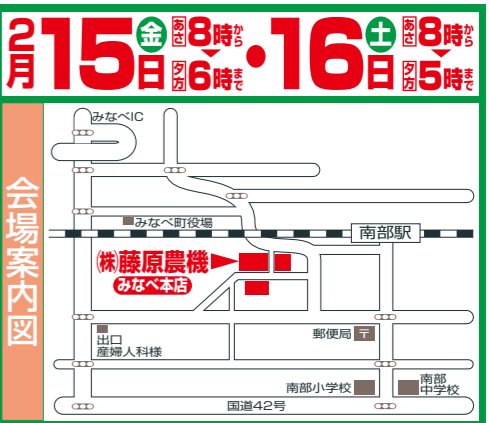 2月15日金 あさ8時から 夕方6時まで・16日土 あさ8時から 夕方5時まで
会場案内図
みなべIC
みなべ町役場
南部駅
㈱藤原農機
みなべ本店
出口
産婦人科様
郵便局 〒
南部小学校
南部
中学校
国道42号